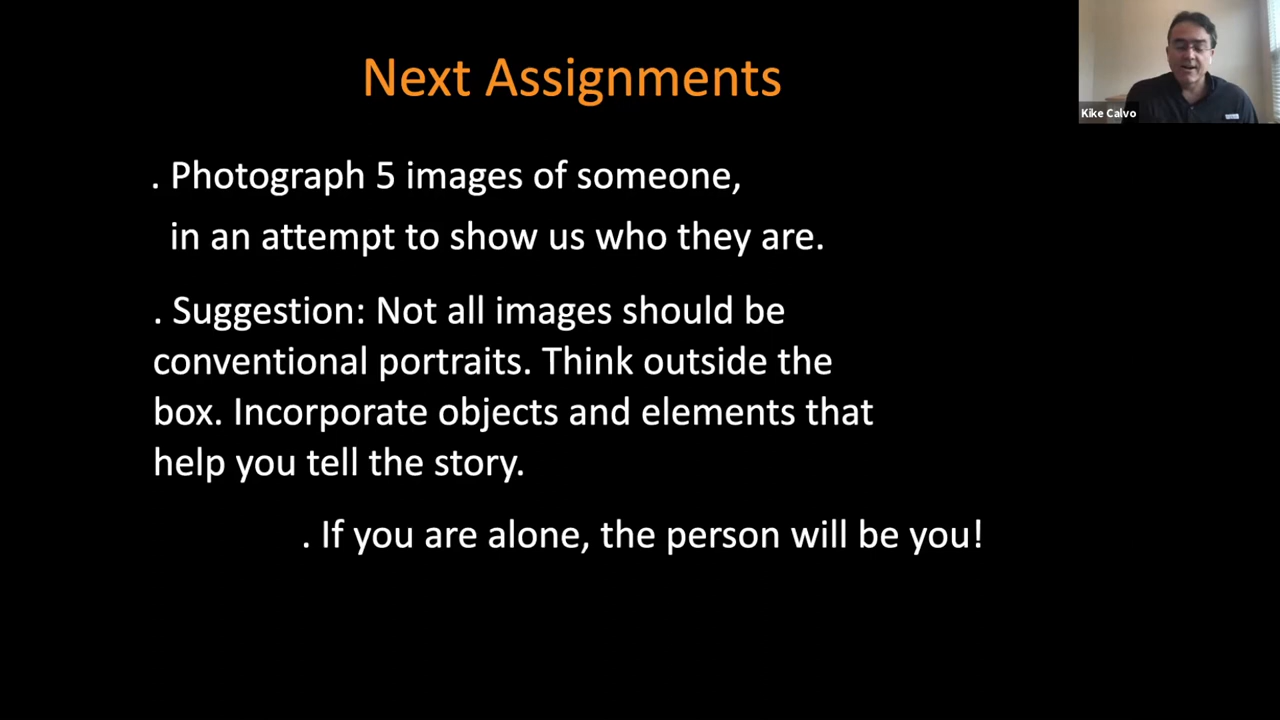 Next Assignments
Kike Calvo
. Photograph 5 images of someone,
in an attempt to show us who they are.
. Suggestion: Not all images should be
conventional portraits. Think outside the
box. Incorporate objects and elements that
help you tell the story.
. If you are alone, the person will be you!